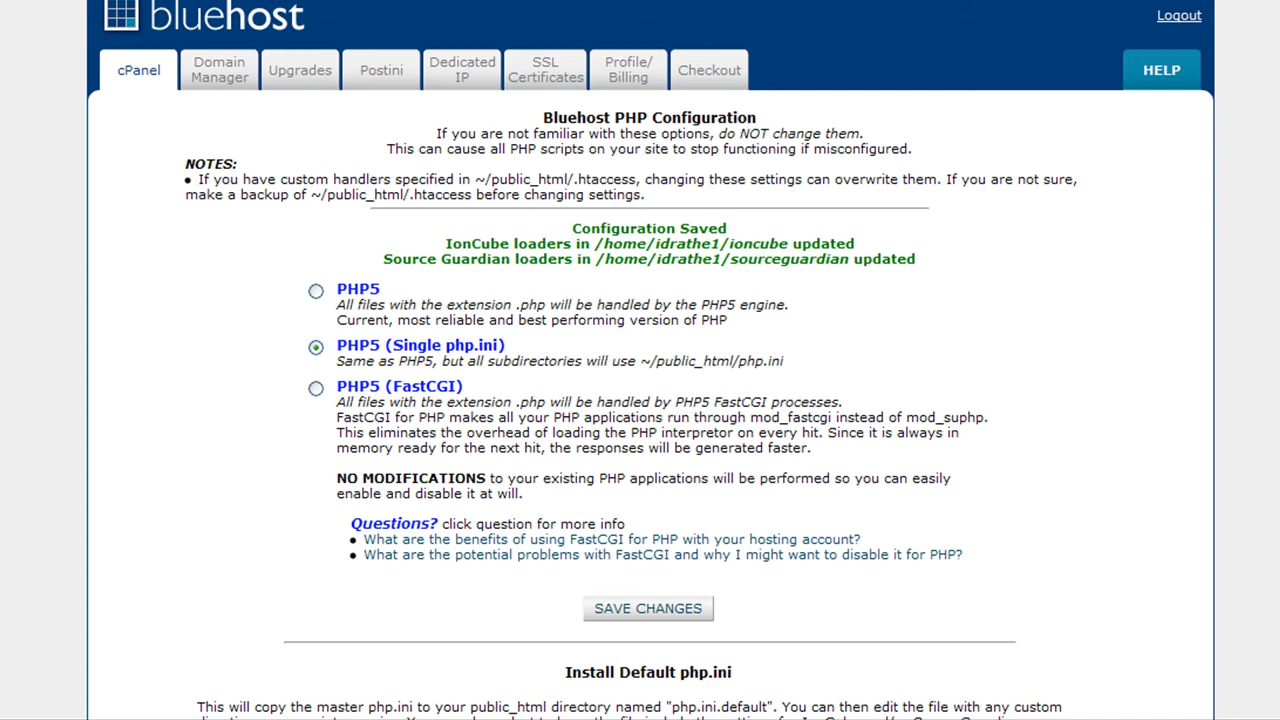 bluehost
Logout
cPanel
Domain Manager
Upgrades
Postini
Dedicated IP
SSL Certificates
Profile/ Billing
Checkout
HELP
Bluehost PHP Configuration
If you are not familiar with these options, do NOT change them.
This can cause all PHP scripts on your site to stop functioning if misconfigured.
NOTES:
• If you have custom handlers specified in ~/public_html/.htaccess, changing these settings can overwrite them. If you are not sure,
make a backup of ~/public_html/.htaccess before changing settings.
Configuration Saved
IonCube loaders in /home/idrathe1/ioncube updated
Source Guardian loaders in /home/idrathe1/sourceguardian updated
PHP5
All files with the extension .php will be handled by the PHP5 engine.
Current, most reliable and best performing version of PHP
PHP5 (Single php.ini)
Same as PHP5, but all subdirectories will use ~/public_html/php.ini
PHP5 (FastCGI)
All files with the extension .php will be handled by PHP5 FastCGI processes.
FastCGI for PHP makes all your PHP applications run through mod_fastcgi instead of mod_suphp.
This eliminates the overhead of loading the PHP interpretor on every hit. Since it is always in
memory ready for the next hit, the responses will be generated faster.
NO MODIFICATIONS to your existing PHP applications will be performed so you can easily
enable and disable it at will.
Questions? click question for more info
• What are the benefits of using FastCGI for PHP with your hosting account?
• What are the potential problems with FastCGI and why I might want to disable it for PHP?
SAVE CHANGES
Install Default php.ini
This will copy the master php.ini to your public_html directory named "php.ini.default". You can then edit the file with any custom